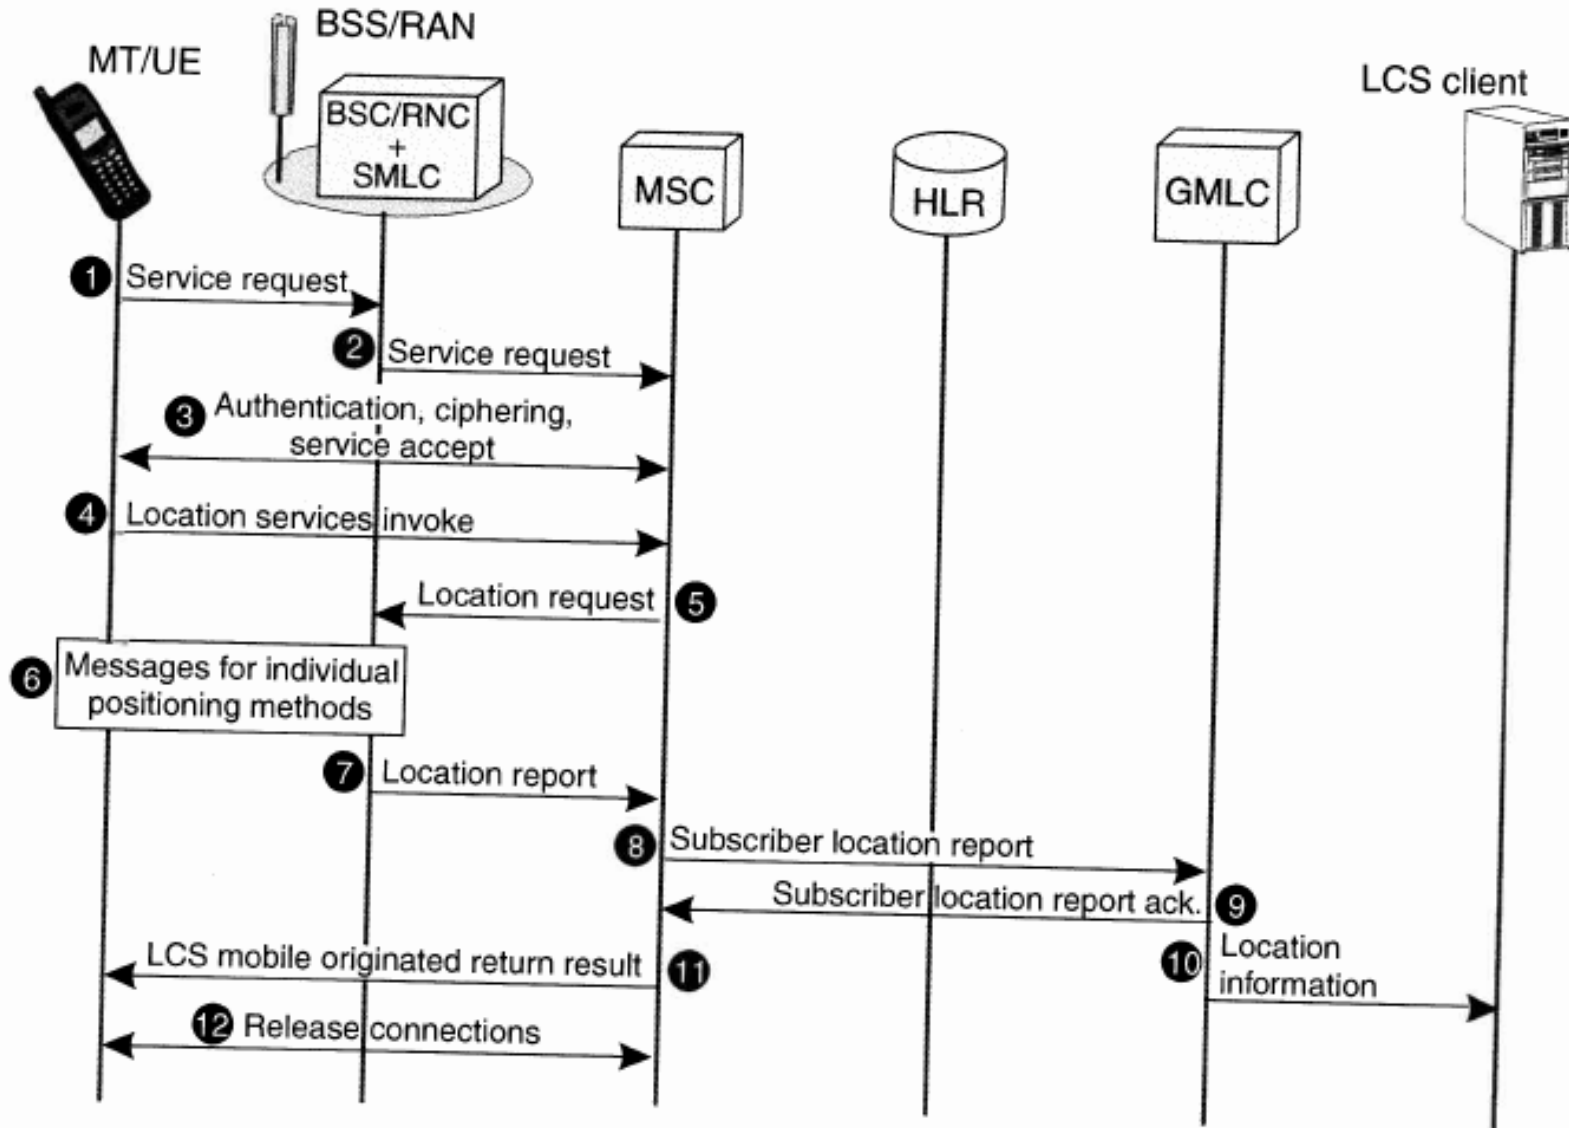 BSS/RAN
MT/UE
LCS client
BSC/RNC
+
SMLC
MSC
HLR
GMLC
1 Service request
2 Service request
3 Authentication, ciphering,
service accept
4 Location services invoke
Location request 5
6 Messages for individual
positioning methods
7 Location report
8 Subscriber location report
Subscriber location report ack. 9
10 Location
information
LCS mobile originated return result 11
12 Release connections